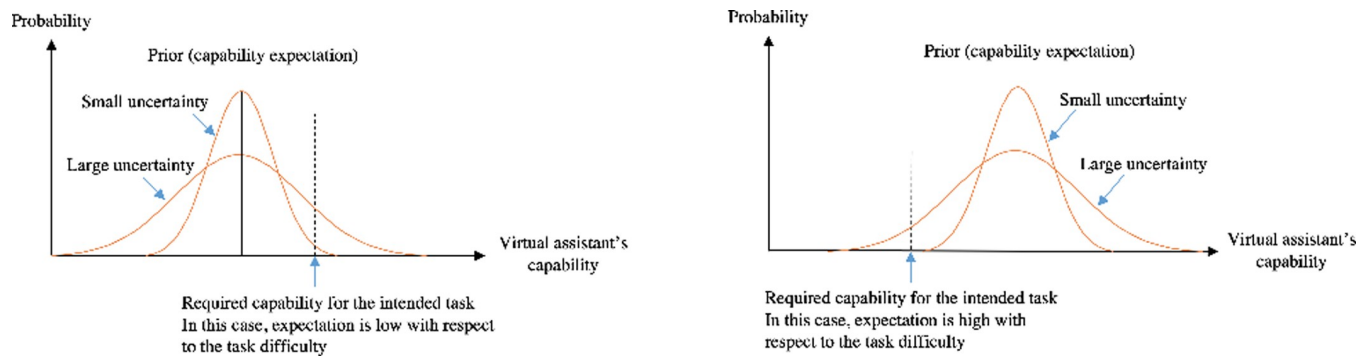 Probability
Prior (capability expectation)
Small uncertainty
Large uncertainty
Virtual assistant's
capability
Required capability for the intended task
In this case, expectation is low with respect
to the task difficulty
Probability
Prior (capability expectation)
Small uncertainty
Large uncertainty
Virtual assistant's
capability
Required capability for the intended task
In this case, expectation is high with
respect to the task difficulty